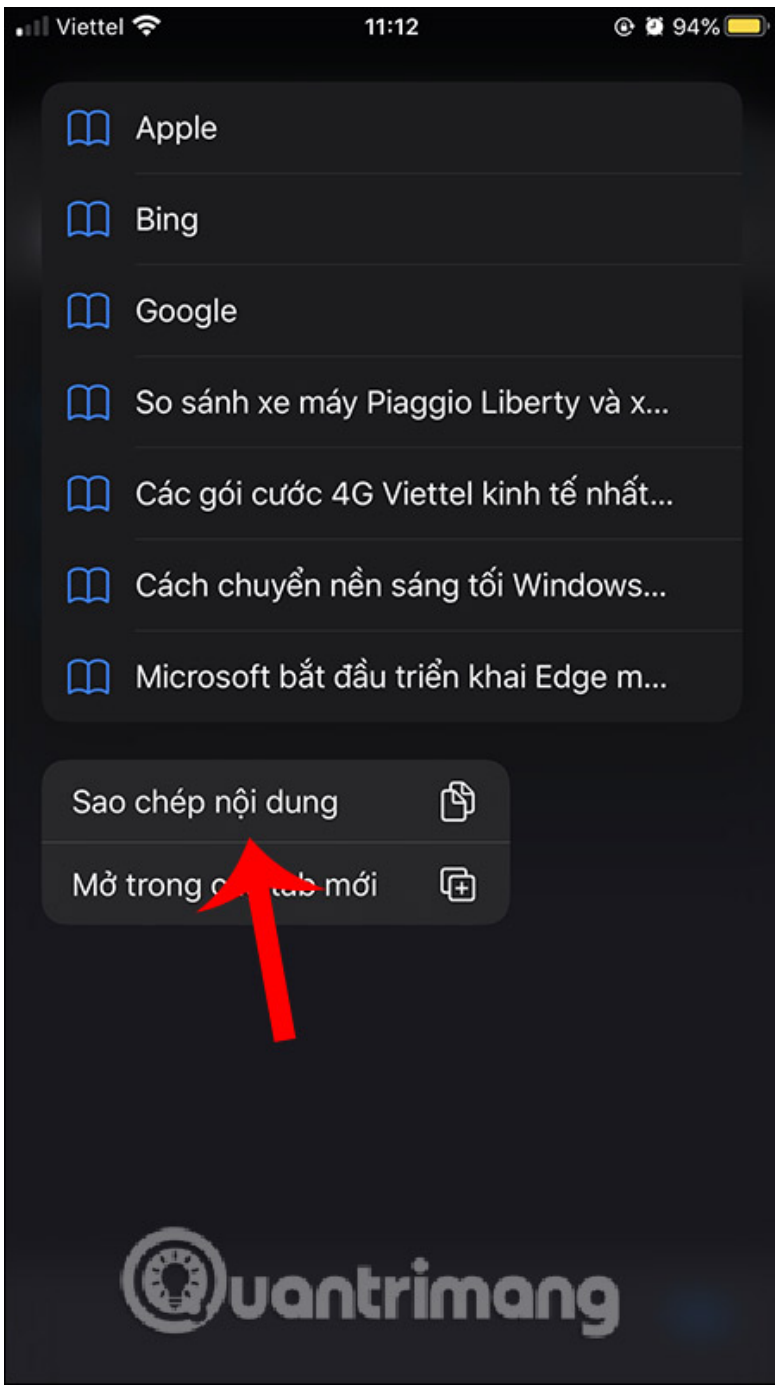 Viettel 11:12 94%
Apple
Bing
Google
So sánh xe máy Piaggio Liberty và x...
Các gói cước 4G Viettel kinh tế nhất...
Cách chuyển nền sáng tối Windows...
Microsoft bắt đầu triển khai Edge m...
Sao chép nội dung
Mở trong mới
Quantrimang